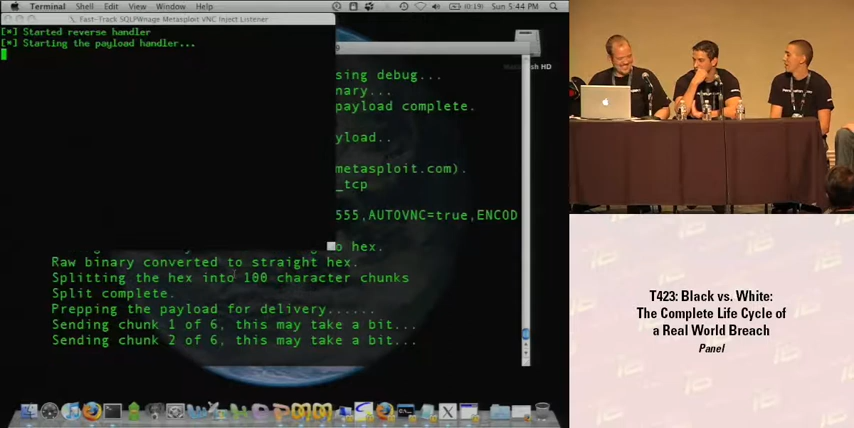 Terminal Shell Edit View Window Help
(0:19) Sun 5:44 PM
Fast-Track SQLPwnage Metasploit VNC Inject Listener
[*] Started reverse handler
[*] Starting the payload handler...
HD
sing debug...
nary...
payload complete.
yload..
metasploit.com).
_tcp
555,AUTOVNC=true,ENCOD
o hex.
Raw binary converted to straight hex.
Splitting the hex into 100 character chunks
Split complete.
Prepping the payload for delivery......
Sending chunk 1 of 6, this may take a bit...
Sending chunk 2 of 6, this may take a bit...
T423: Black vs. White:
The Complete Life Cycle of
a Real World Breach
Panel